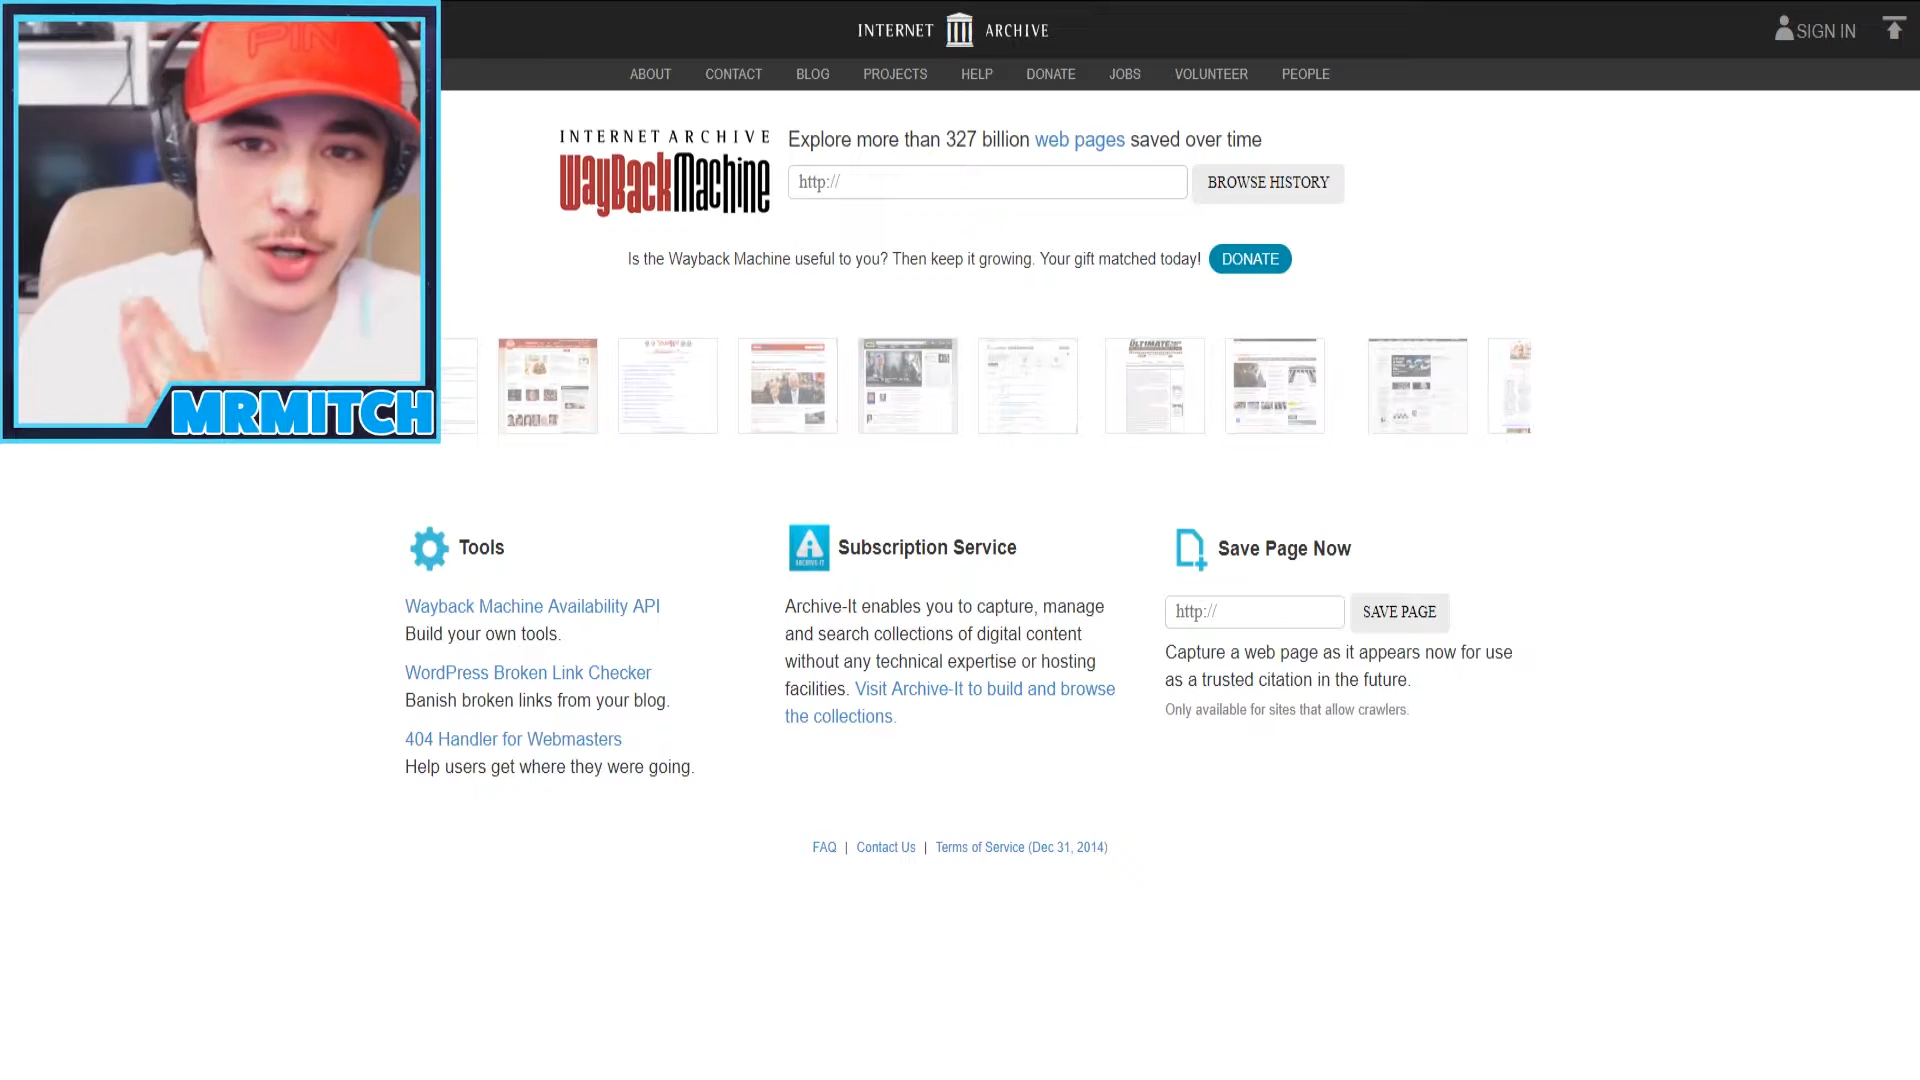 PIN
MRMITCH
INTERNET ARCHIVE
SIGN IN
ABOUT CONTACT BLOG PROJECTS HELP DONATE JOBS VOLUNTEER PEOPLE
INTERNET ARCHIVE
WayBackMachine
Explore more than 327 billion web pages saved over time
http://
BROWSE HISTORY
Is the Wayback Machine useful to you? Then keep it growing. Your gift matched today!
DONATE
Tools
Wayback Machine Availability API
Build your own tools.
WordPress Broken Link Checker
Banish broken links from your blog.
404 Handler for Webmasters
Help users get where they were going.
ARCHIVE-IT
Subscription Service
Archive-It enables you to capture, manage
and search collections of digital content
without any technical expertise or hosting
facilities. Visit Archive-It to build and browse
the collections.
Save Page Now
http://
SAVE PAGE
Capture a web page as it appears now for use
as a trusted citation in the future.
Only available for sites that allow crawlers.
FAQ | Contact Us | Terms of Service (Dec 31, 2014)